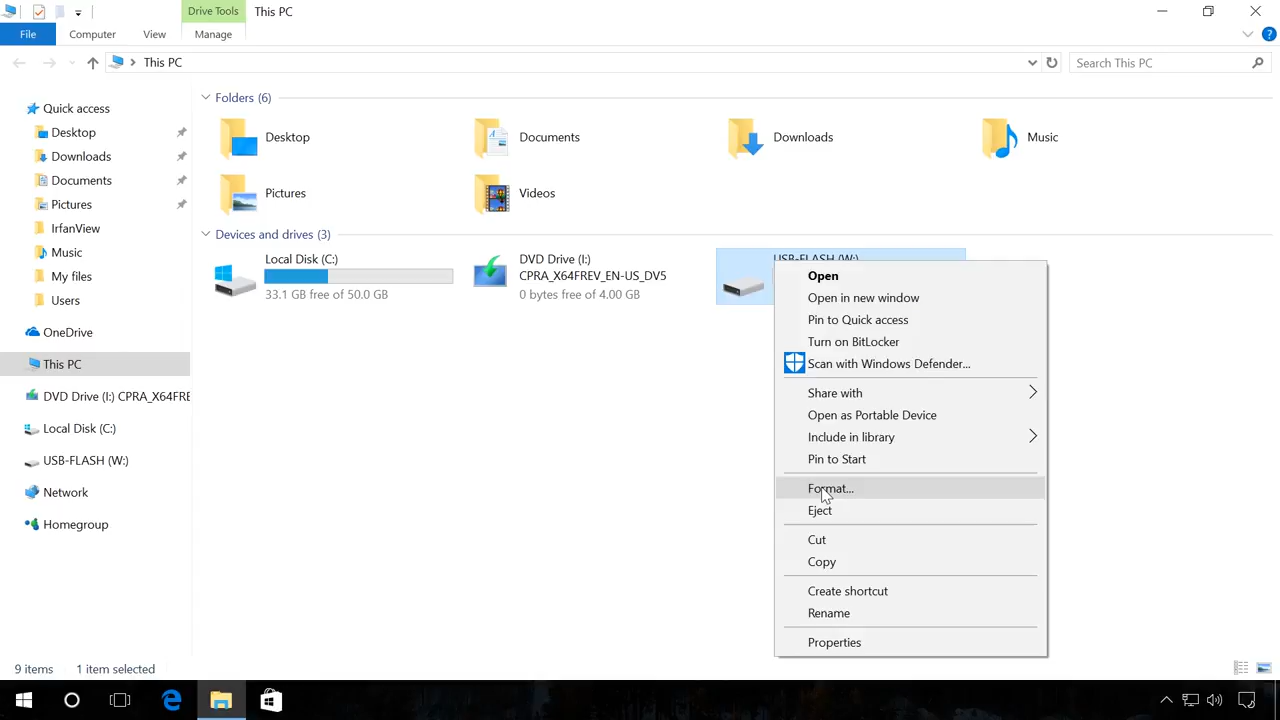 Drive Tools
This PC
File
Computer
View
Manage
This PC
Search This PC
Quick access
Desktop
Downloads
Documents
Pictures
IrfanView
Music
My files
Users
OneDrive
This PC
DVD Drive (I:) CPRA_X64FRE
Local Disk (C:)
USB-FLASH (W:)
Network
Homegroup
Folders (6)
Desktop
Documents
Downloads
Music
Pictures
Videos
Devices and drives (3)
Local Disk (C:)
33.1 GB free of 50.0 GB
DVD Drive (I:)
CPRA_X64FREV_EN-US_DV5
0 bytes free of 4.00 GB
USB-FLASH (W:)
Open
Open in new window
Pin to Quick access
Turn on BitLocker
Scan with Windows Defender...
Share with
Open as Portable Device
Include in library
Pin to Start
Format...
Eject
Cut
Copy
Create shortcut
Rename
Properties
9 items
1 item selected